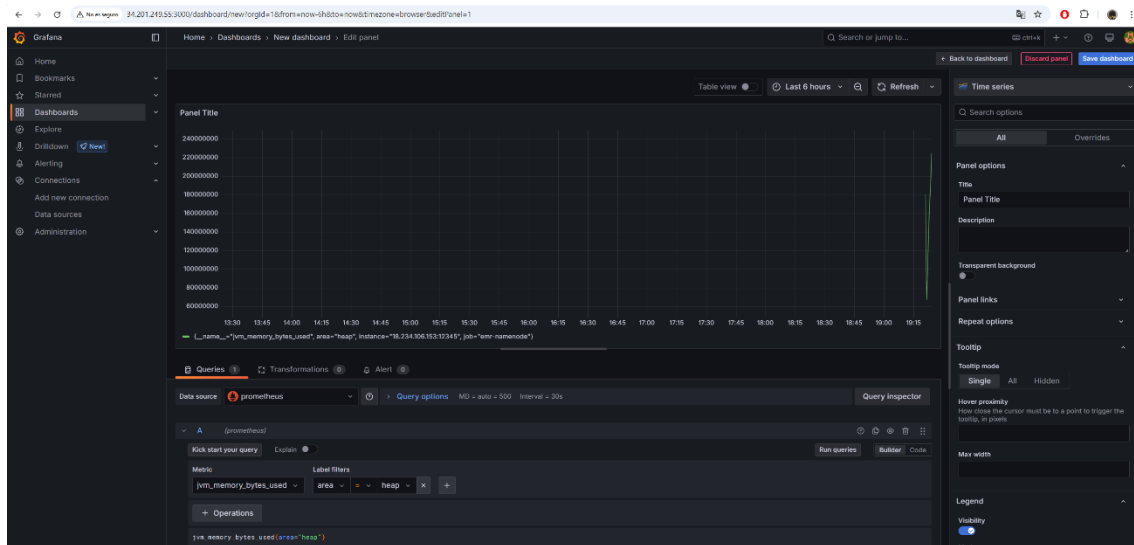 No es seguro 34.201.249.55:3000/dashboard/new?orgId=1&from=now-6h&to=now&timezone=browser&editPanel=1
Grafana
Home > Dashboards > New dashboard > Edit panel
Search or jump to...
ctrl+k
Back to dashboard
Discard panel
Save dashboard
Home
Bookmarks
Starred
Dashboards
Explore
Drilldown New!
Alerting
Connections
Add new connection
Data sources
Administration
Table view
Last 6 hours
Refresh
Panel Title
240000000
220000000
200000000
180000000
160000000
140000000
120000000
100000000
80000000
60000000
13:30 13:45 14:00 14:15 14:30 14:45 15:00 15:15 15:30 15:45 16:00 16:15 16:30 16:45 17:00 17:15 17:30 17:45 18:00 18:15 18:30 18:45 19:00 19:15
{__name__="jvm_memory_bytes_used", area="heap", instance="18.234.106.153:12345", job="emr-namenode"}
Queries 1
Transformations 0
Alert 0
Data source prometheus
Query options MD = auto = 500 Interval = 30s
Query inspector
A (prometheus)
Kick start your query
Explain
Run queries
Builder Code
Metric
Label filters
jvm_memory_bytes_used
area = heap
+ Operations
jvm_memory_bytes_used{area="heap"}
Time series
Search options
All
Overrides
Panel options
Title
Panel Title
Description
Transparent background
Panel links
Repeat options
Tooltip
Tooltip mode
Single All Hidden
Hover proximity
How close the cursor must be to a point to trigger the
tooltip, in pixels
Max width
Legend
Visibility